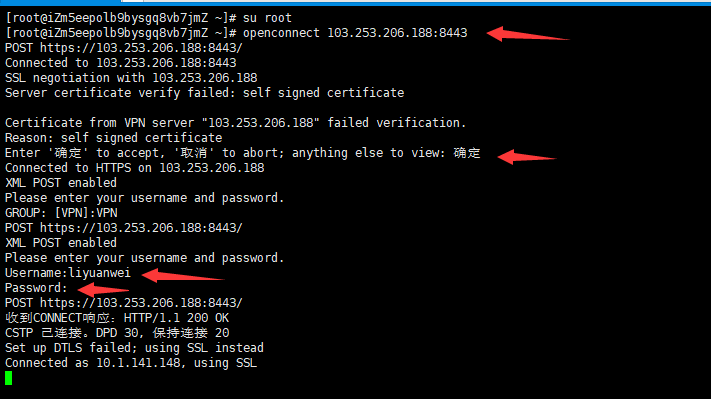 [root@iZm5eepolb9bysgq8vb7jmZ ~]# su root
[root@iZm5eepolb9bysgq8vb7jmZ ~]# openconnect 103.253.206.188:8443
POST https://103.253.206.188:8443/
Connected to 103.253.206.188:8443
SSL negotiation with 103.253.206.188
Server certificate verify failed: self signed certificate
Certificate from VPN server "103.253.206.188" failed verification.
Reason: self signed certificate
Enter '确定' to accept, '取消' to abort; anything else to view: 确定
Connected to HTTPS on 103.253.206.188
XML POST enabled
Please enter your username and password.
GROUP: [VPN]:VPN
POST https://103.253.206.188:8443/
XML POST enabled
Please enter your username and password.
Username:liyuanwei
Password:
POST https://103.253.206.188:8443/
收到CONNECT响应：HTTP/1.1 200 OK
CSTP 已连接。DPD 30, 保持连接 20
Set up DTLS failed; using SSL instead
Connected as 10.1.141.148, using SSL